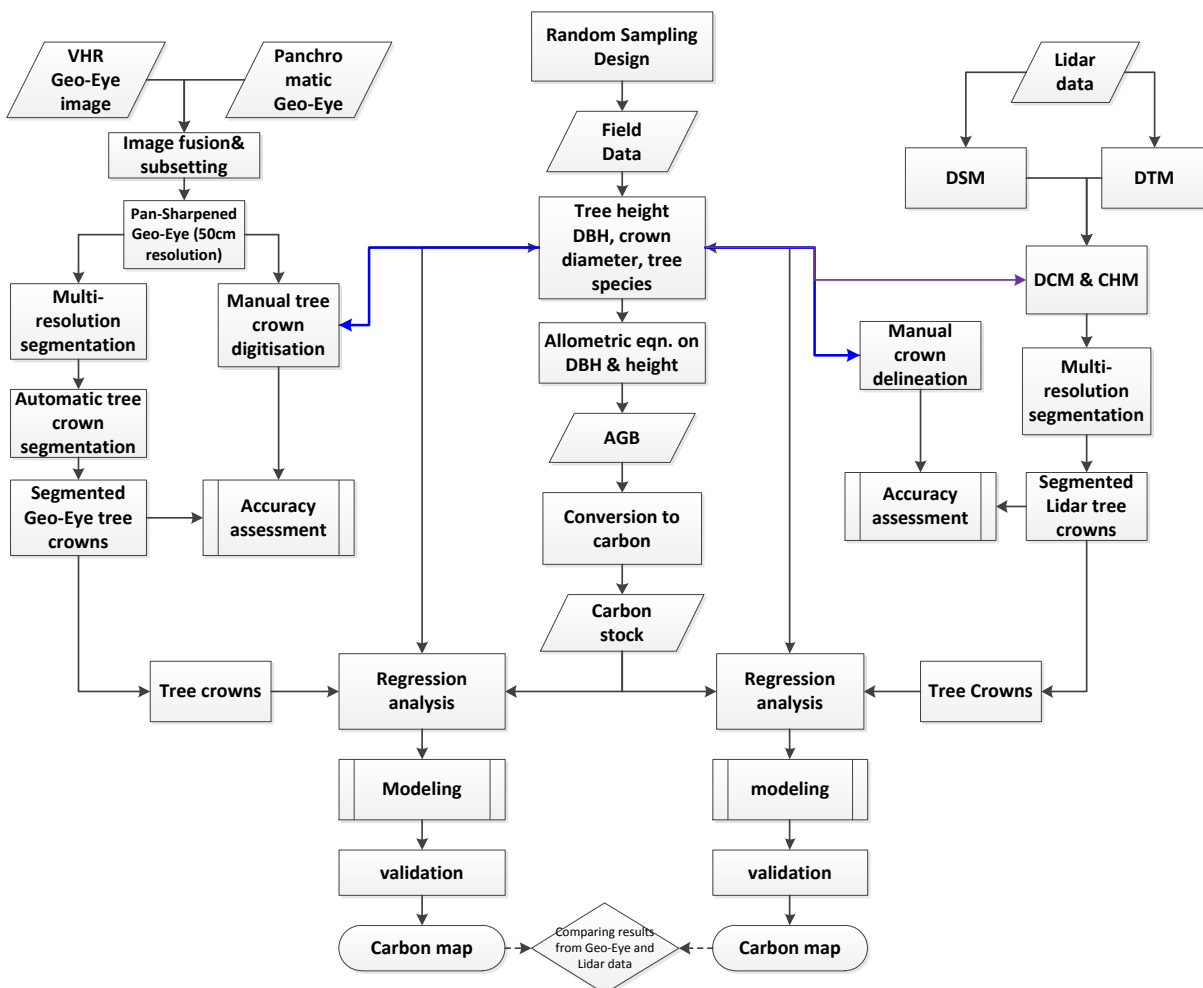 VHR
Geo-Eye
image
Panchro
matic
Geo-Eye
Image fusion&
subsetting
Pan-Sharpened
Geo-Eye (50cm
resolution)
Multi-
resolution
segmentation
Manual tree
crown
digitisation
Automatic tree
crown
segmentation
Segmented
Geo-Eye tree
crowns
Accuracy
assessment
Tree crowns
Random Sampling
Design
Field
Data
Tree height
DBH, crown
diameter, tree
species
Allometric eqn. on
DBH & height
AGB
Conversion to
carbon
Carbon
stock
Lidar
data
DSM
DTM
DCM & CHM
Manual
crown
delineation
Multi-
resolution
segmentation
Accuracy
assessment
Segmented
Lidar tree
crowns
Tree Crowns
Regression
analysis
Modeling
validation
Carbon map
Regression
analysis
modeling
validation
Carbon map
Comparing results
from Geo-Eye and
Lidar data